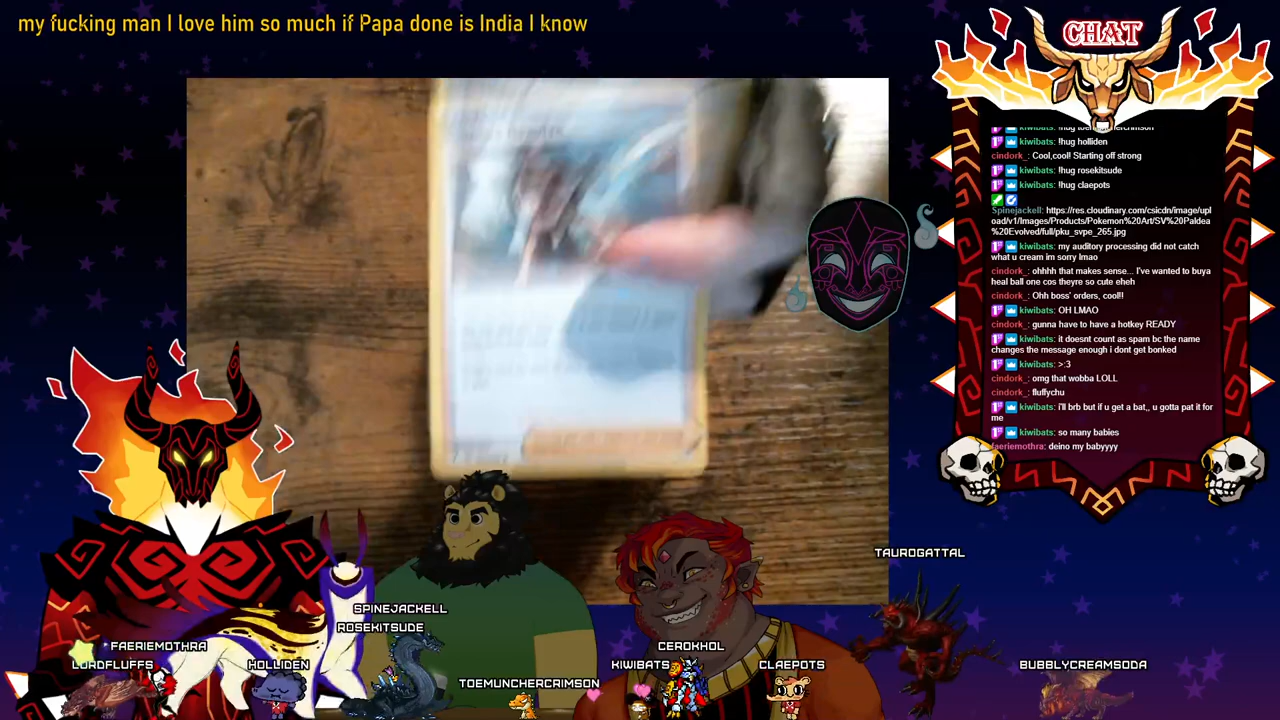 my fucking man I love him so much if Papa done is India I know
CHAT
kiwibats: !hug holliden
cindork_: Cool,cool! Starting off strong
kiwibats: !hug rosekitsude
kiwibats: !hug claepots
Spinejackell: https://res.cloudinary.com/csicdn/image/upl
oad/v1/Images/Products/Pokemon%20Art/SV%20Paldea
%20Evolved/full/pku_svpe_265.jpg
kiwibats: my auditory processing did not catch
what u cream im sorry lmao
cindork_: ohhhh that makes sense... I've wanted to buya
heal ball one cos theyre so cute eheh
cindork_: Ohh boss' orders, cool!!
kiwibats: OH LMAO
cindork_: gunna have to have a hotkey READY
kiwibats: it doesnt count as spam bc the name
changes the message enough i dont get bonked
kiwibats: >:3
cindork_: omg that wobba LOLL
cindork_: fluffychu
kiwibats: i'll brb but if u get a bat,, u gotta pat it for
me
kiwibats: so many babies
faeriemothra: deino my babyyyy
TAUROGATTAL
SPINEJACKELL
ROSEKITSUDE
FAERIEMOTHRA
LORDFLUFFS
HOLLIDEN
TOEMUNCHERCRIMSON
CEROKHOL
KIWIBATS
CLAEPOTS
BUBBLYCREAMSODA